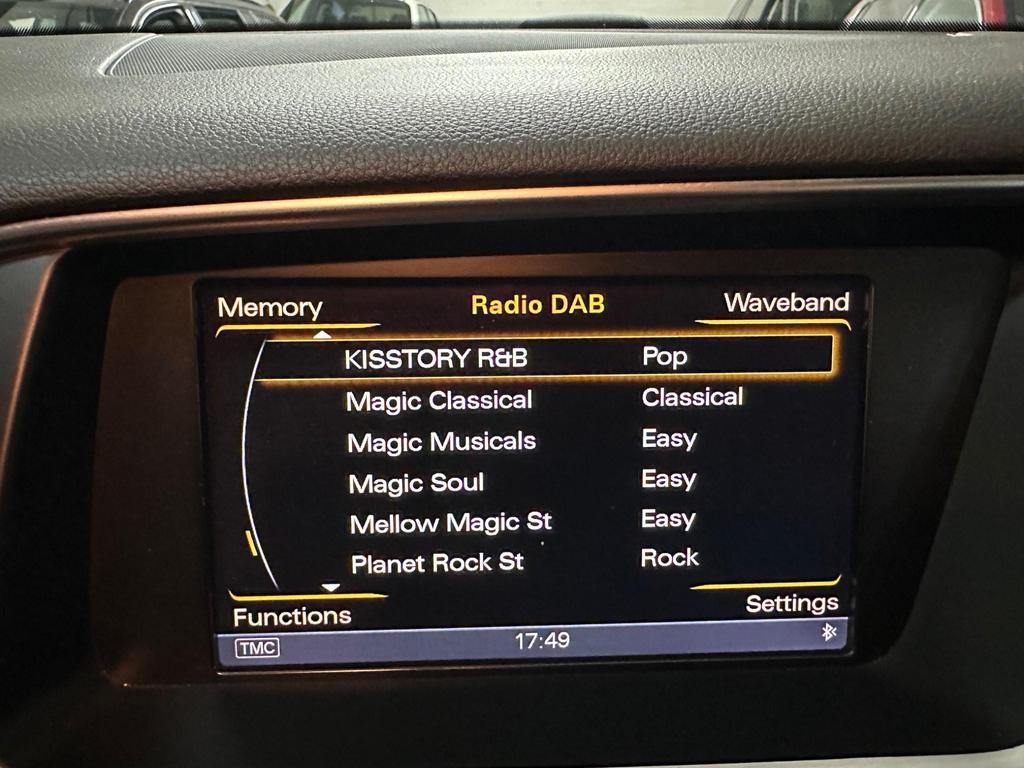 Memory Radio DAB Waveband
KISSTORY R&B Pop
Magic Classical Classical
Magic Musicals Easy
Magic Soul Easy
Mellow Magic St Easy
Planet Rock St Rock
Functions Settings
TMC 17:49